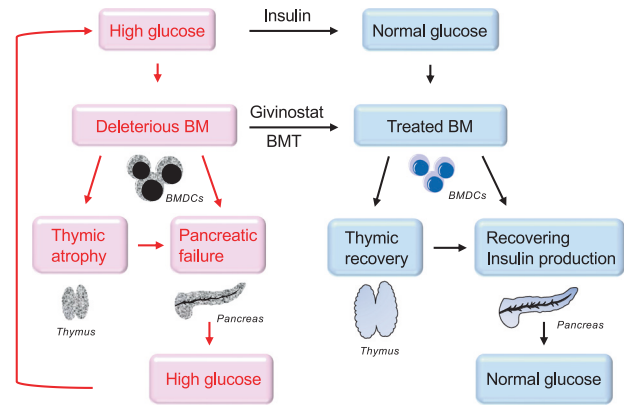 High glucose
Insulin
Normal glucose
Deleterious BM
Givinostat
BMT
Treated BM
BMDCs
BMDCs
Thymic
atrophy
Pancreatic
failure
Thymic
recovery
Recovering
Insulin production
Thymus
Pancreas
Thymus
Pancreas
High glucose
Normal glucose